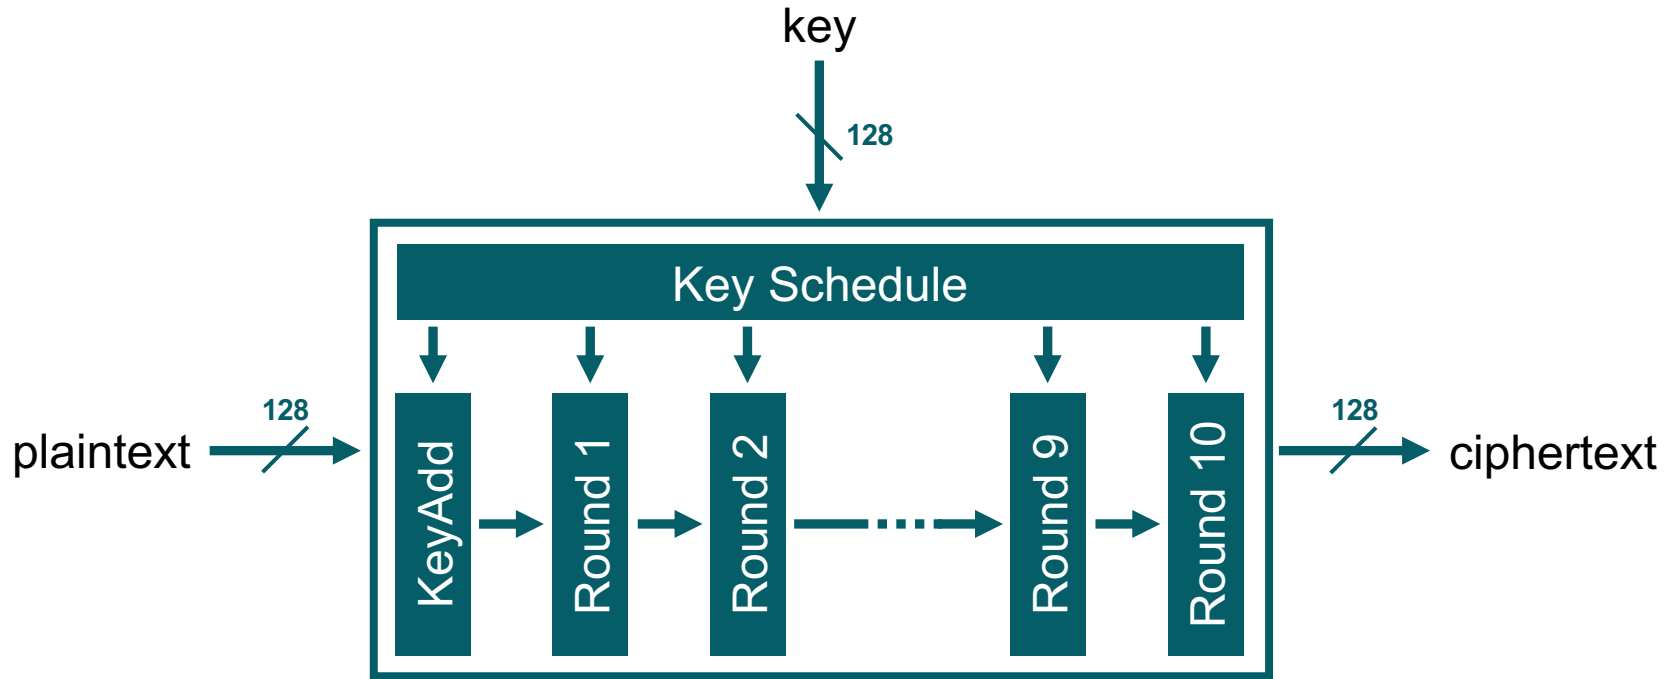 key
128
Key Schedule
128
plaintext
KeyAdd
Round 1
Round 2
Round 9
Round 10
128
ciphertext